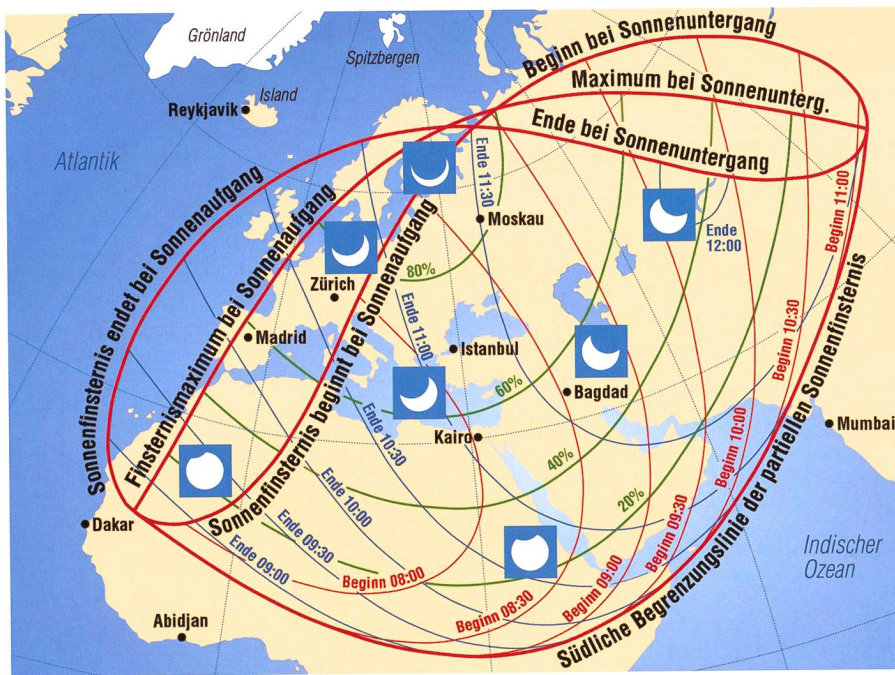 Grönland
Spitzbergen
Beginn bei Sonnenuntergang
Maximum bei Sonnenunterg.
Ende bei Sonnenuntergang
Reykjavik
Island
Atlantik
Sonnenfinsternis endet bei Sonnenaufgang
Finsternismaximum bei Sonnenaufgang
Sonnenfinsternis beginnt bei Sonnenaufgang
Ende 11:30
Moskau
Ende
12:00
Beginn 11:00
80%
Zürich
Ende 11:00
Madrid
Istanbul
Beginn 10:30
60%
Bagdad
Ende 10:30
Kairo
Mumbai
Beginn 10:00
40%
Ende 10:00
20%
Dakar
Ende 09:30
Beginn 09:30
Ende 09:00
Beginn 08:00
Beginn 09:00
Beginn 08:30
Südliche Begrenzungslinie der partiellen Sonnenfinsternis
Indischer
Ozean
Abidjan